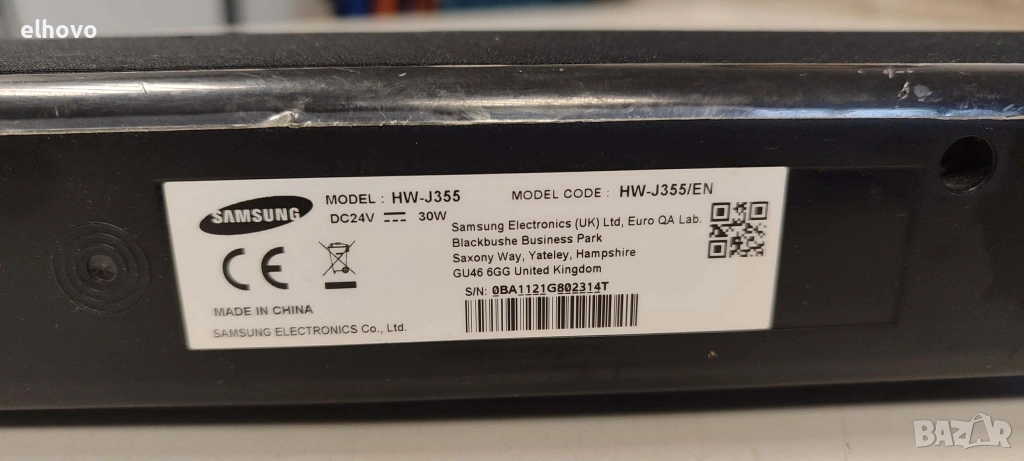 elhovo
SAMSUNG
MODEL : HW-J355 MODEL CODE : HW-J355/EN
DC24V 30W
Samsung Electronics (UK) Ltd, Euro QA Lab.
Blackbushe Business Park
Saxony Way, Yateley, Hampshire
GU46 6GG United Kingdom
CE
S/N: 0BA1121G802314T
MADE IN CHINA
SAMSUNG ELECTRONICS Co., Ltd.
BAZAR